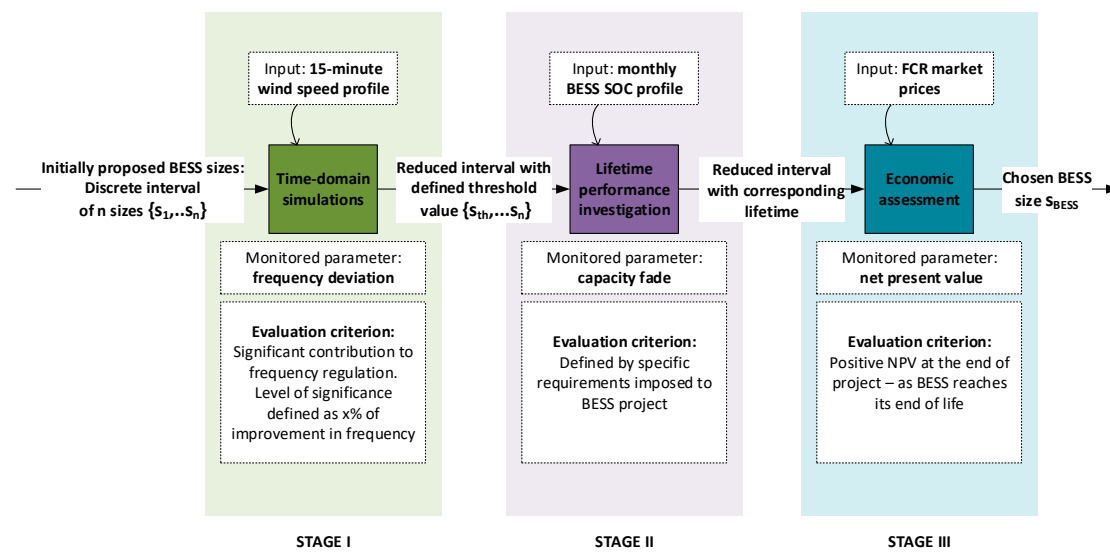 Input: 15-minute
wind speed profile
Input: monthly
BESS SOC profile
Input: FCR market
prices
Initially proposed BESS sizes:
Discrete interval
of n sizes {s1,..sn}
Time-domain
simulations
Reduced interval with
defined threshold
value {sth,...sn}
Lifetime
performance
investigation
Reduced interval
with corresponding
lifetime
Economic
assessment
Chosen BESS
size sBESS
Monitored parameter:
frequency deviation
Monitored parameter:
capacity fade
Monitored parameter:
net present value
Evaluation criterion:
Significant contribution to
frequency regulation.
Level of significance
defined as x% of
improvement in frequency
Evaluation criterion:
Defined by specific
requirements imposed to
BESS project
Evaluation criterion:
Positive NPV at the end of
project – as BESS reaches
its end of life
STAGE I
STAGE II
STAGE III